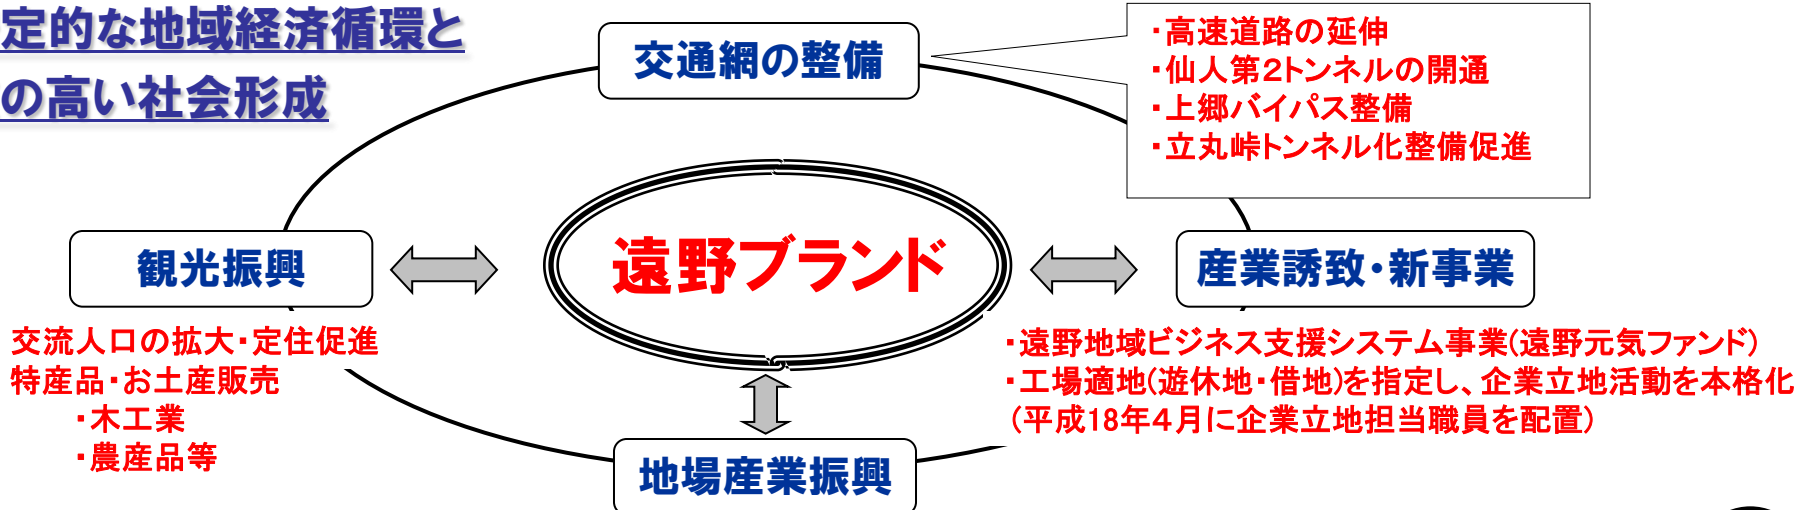 定的な地域経済循環と
の高い社会形成
交通網の整備
・高速道路の延伸
・仙人第2トンネルの開通
・上郷バイパス整備
・立丸峠トンネル化整備促進
遠野ブランド
観光振興
産業誘致・新事業
交流人口の拡大・定住促進
特産品・お土産販売
・木工業
・農産品等
・遠野地域ビジネス支援システム事業(遠野元気ファンド)
・工場適地(遊休地・借地)を指定し、企業立地活動を本格化
(平成18年4月に企業立地担当職員を配置)
地場産業振興